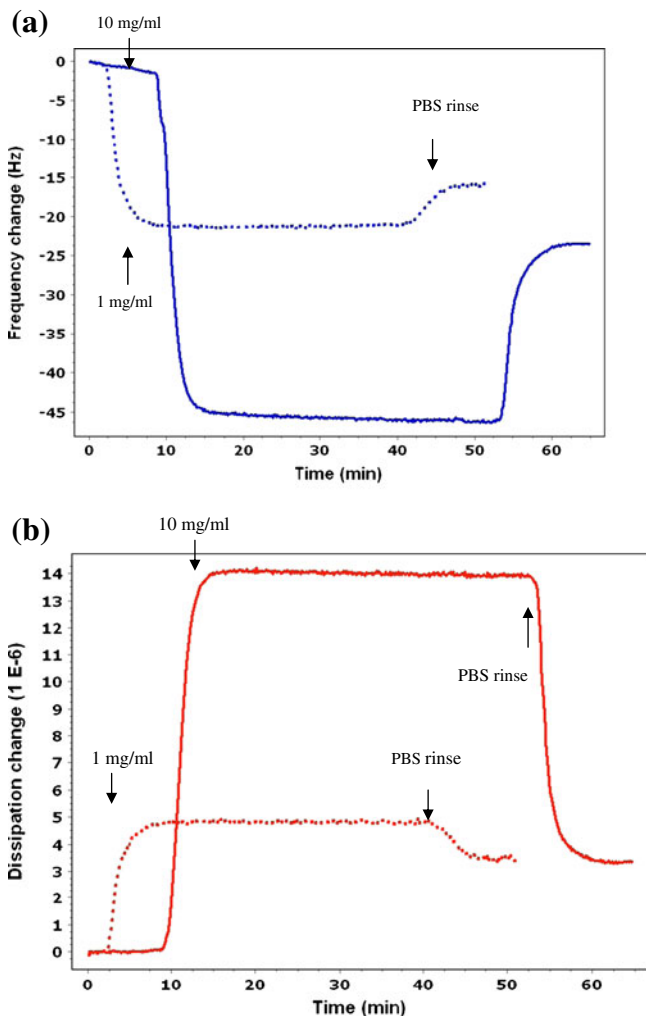 (a)
10 mg/ml
0
-5
-10
-15
-20
-25
-30
-35
-40
-45
Frequency change (Hz)
PBS rinse
1 mg/ml
0 10 20 30 40 50 60
Time (min)
(b)
10 mg/ml
14
13
12
11
10
9
8
7
6
5
4
3
2
1
0
Dissipation change (1 E-6)
PBS rinse
1 mg/ml
PBS rinse
0 10 20 30 40 50 60
Time (min)